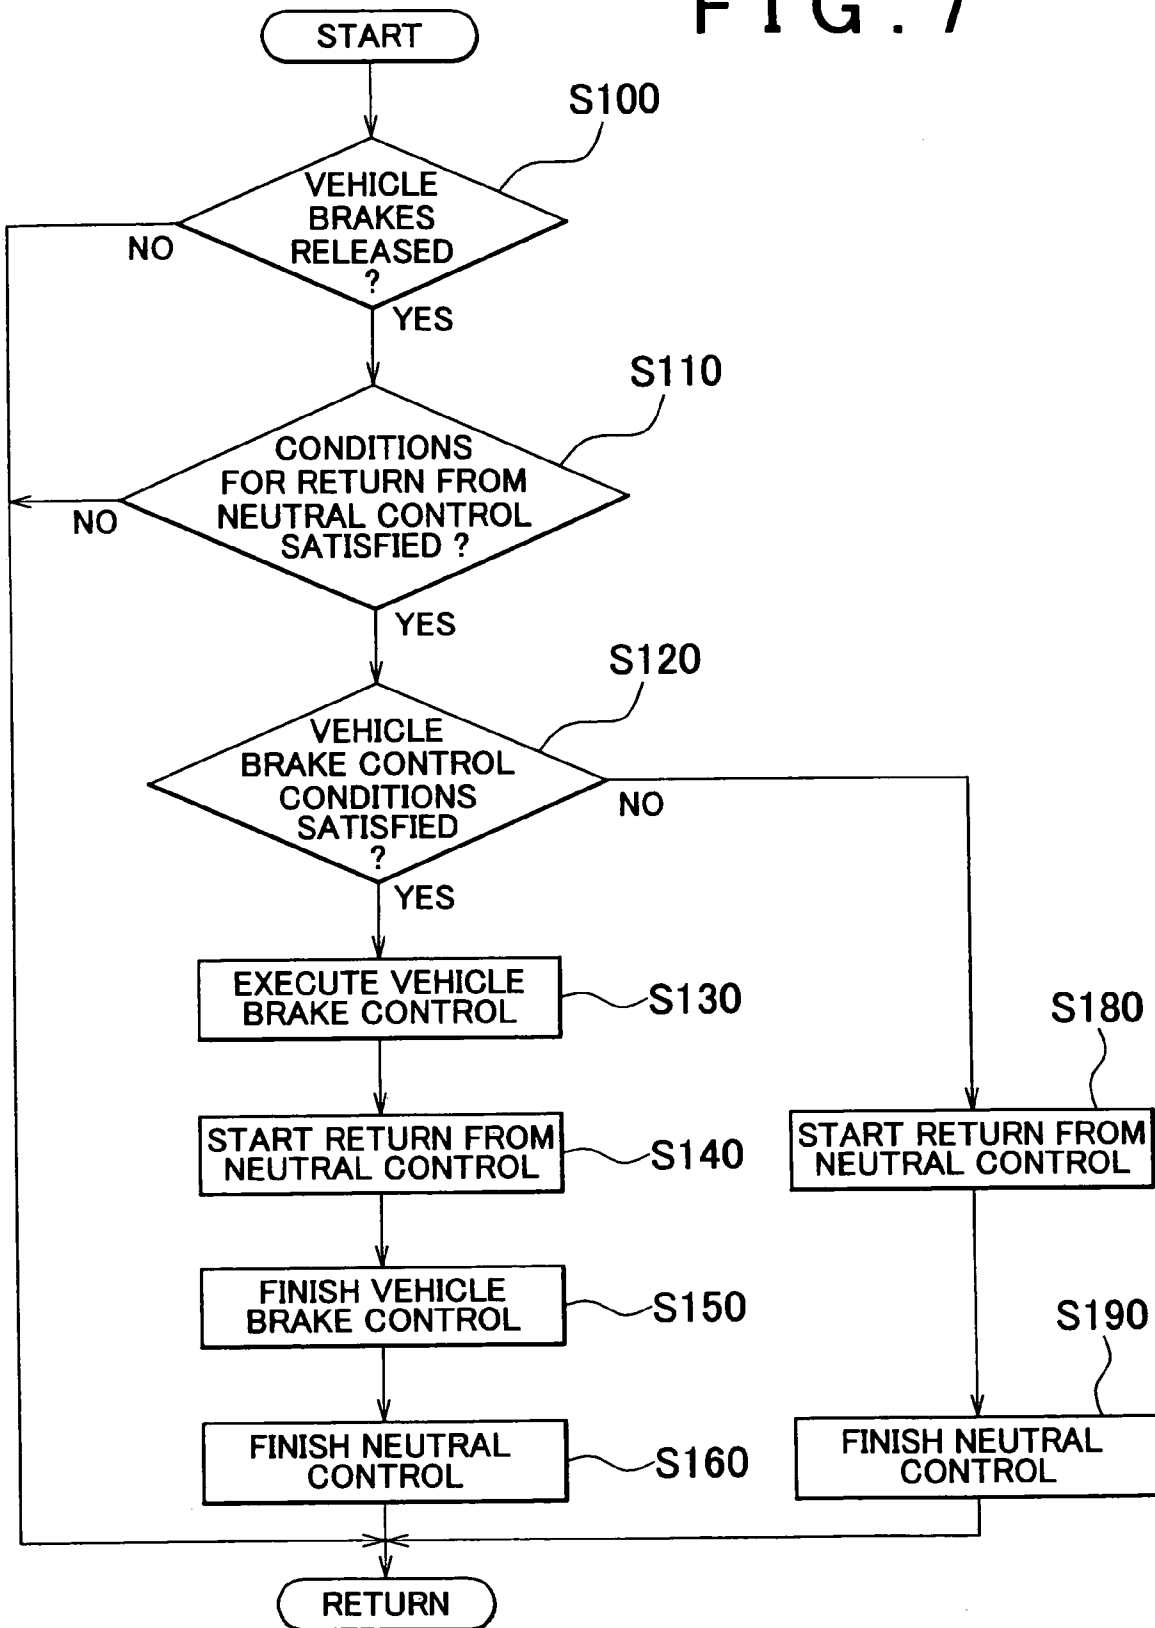 FIG. 7
START
S100
VEHICLE
BRAKES
RELEASED
?
NO
YES
S110
CONDITIONS
FOR RETURN FROM
NEUTRAL CONTROL
SATISFIED ?
NO
YES
S120
VEHICLE
BRAKE CONTROL
CONDITIONS
SATISFIED
?
NO
YES
EXECUTE VEHICLE
BRAKE CONTROL
S130
S180
START RETURN FROM
NEUTRAL CONTROL
S140
START RETURN FROM
NEUTRAL CONTROL
FINISH VEHICLE
BRAKE CONTROL
S150
S190
FINISH NEUTRAL
CONTROL
S160
FINISH NEUTRAL
CONTROL
RETURN